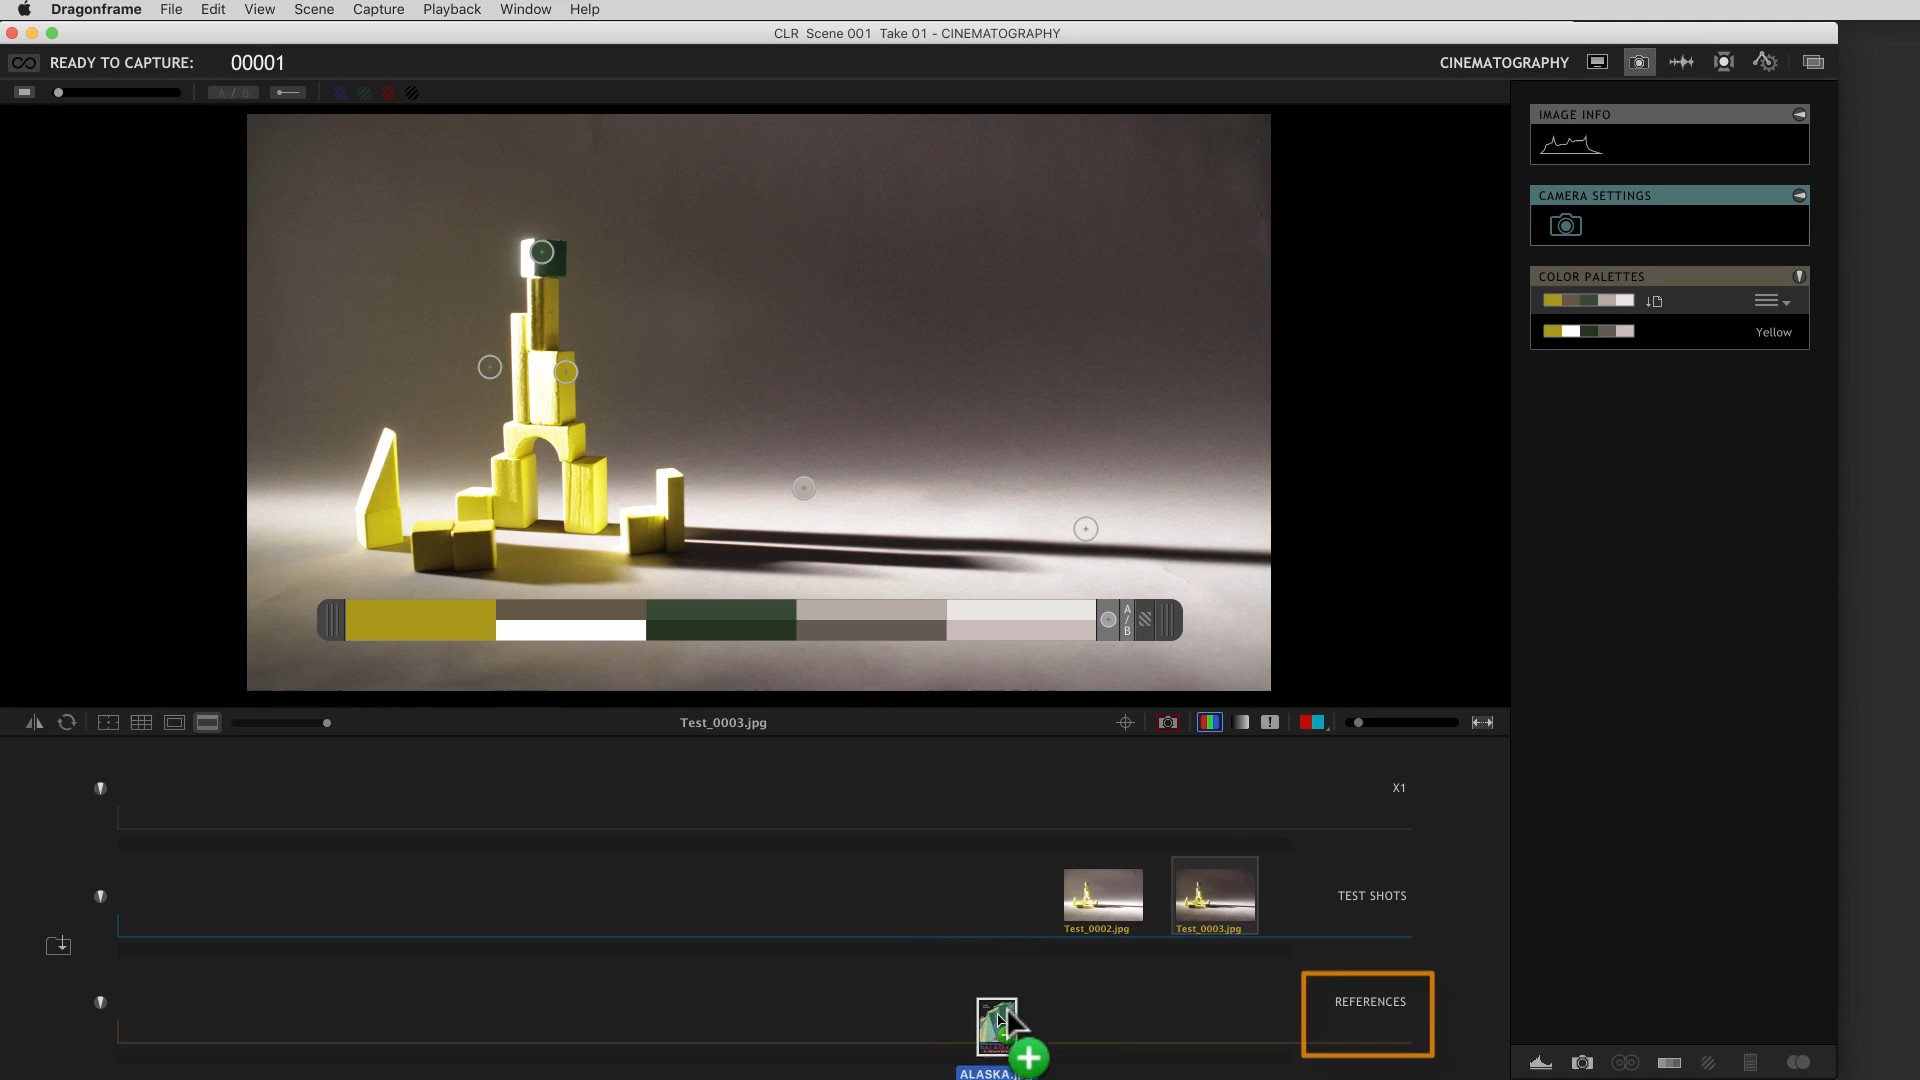 Dragonframe File Edit View Scene Capture Playback Window Help
CLR Scene 001 Take 01 - CINEMATOGRAPHY
READY TO CAPTURE: 00001
CINEMATOGRAPHY
A / B
IMAGE INFO
CAMERA SETTINGS
COLOR PALETTES
Yellow
A
/
B
Test_0003.jpg
X1
TEST SHOTS
Test_0002.jpg
Test_0003.jpg
REFERENCES